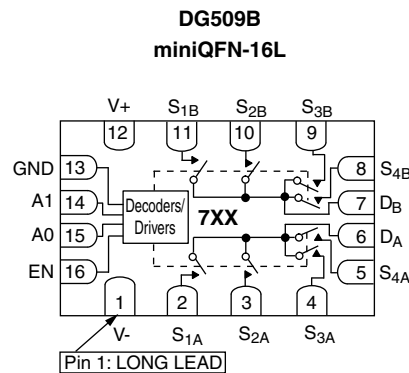 DG509B
miniQFN-16L
V+ S1B S2B S3B
12 11 10 9
GND 13 8 S4B
A1 14 7 DB
Decoders/
Drivers
7XX
A0 15 6 DA
EN 16 5 S4A
1 2 3 4
V- S1A S2A S3A
Pin 1: LONG LEAD